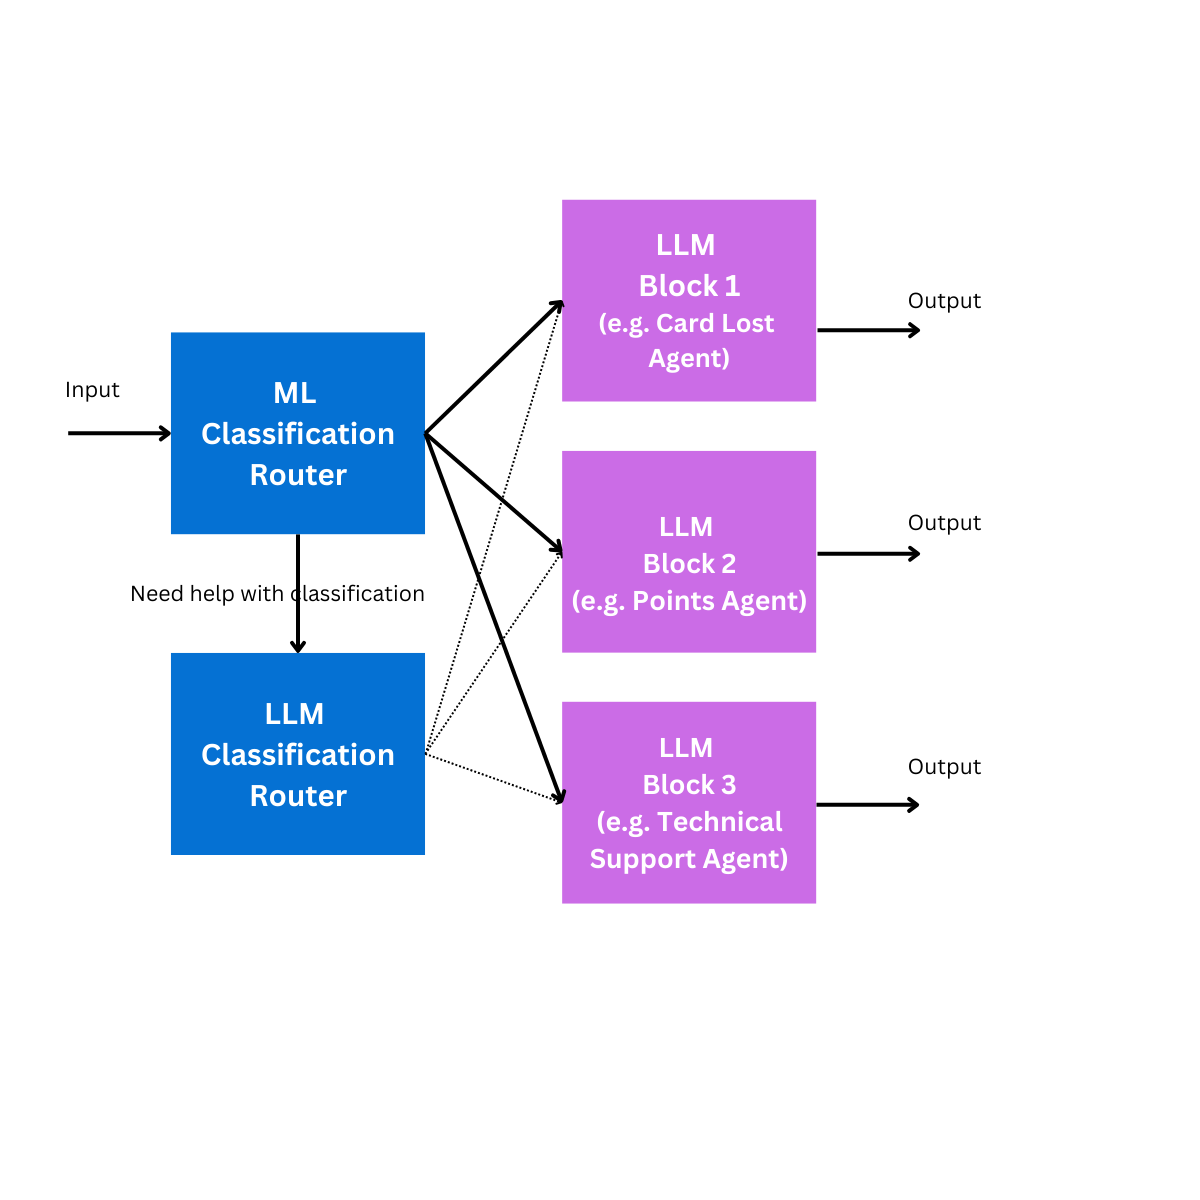 Input
ML
Classification
Router
Need help with classification
LLM
Classification
Router
LLM
Block 1
(e.g. Card Lost
Agent)
Output
LLM
Block 2
(e.g. Points Agent)
Output
LLM
Block 3
(e.g. Technical
Support Agent)
Output